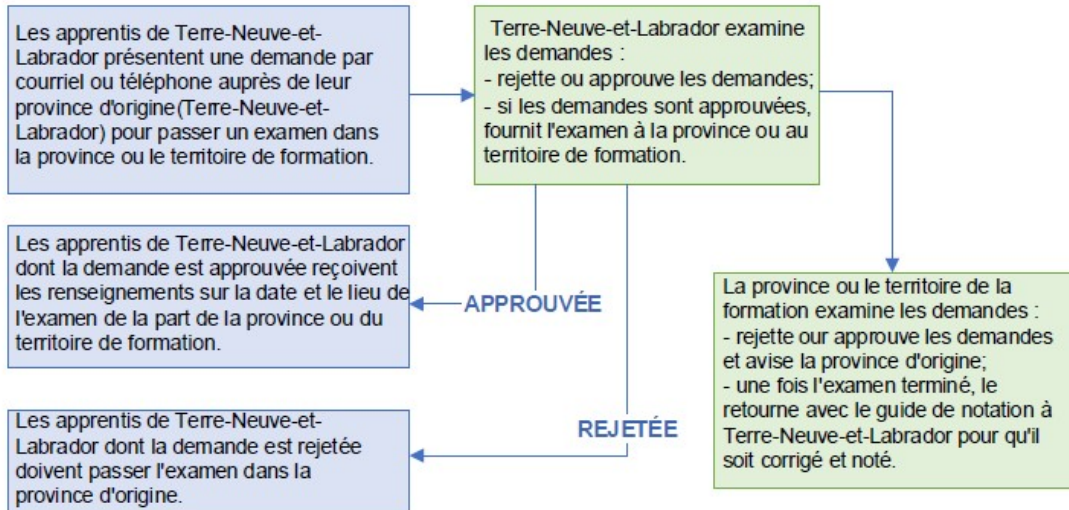 Les apprentis de Terre-Neuve-et-
Labrador présentent une demande par
courriel ou téléphone auprès de leur
province d'origine(Terre-Neuve-et-
Labrador) pour passer un examen dans
la province ou le territoire de formation.
Terre-Neuve-et-Labrador examine
les demandes :
- rejette ou approuve les demandes;
- si les demandes sont approuvées,
fournit l'examen à la province ou au
territoire de formation.
Les apprentis de Terre-Neuve-et-Labrador
dont la demande est approuvée reçoivent
les renseignements sur la date et le lieu de
l'examen de la part de la province ou du
territoire de formation.
APPROUVÉE
La province ou le territoire de la
formation examine les demandes :
- rejette our approuve les demandes
et avise la province d'origine;
- une fois l'examen terminé, le
retourne avec le guide de notation à
Terre-Neuve-et-Labrador pour qu'il
soit corrigé et noté.
Les apprentis de Terre-Neuve-et-
Labrador dont la demande est rejetée
doivent passer l'examen dans la
province d'origine.
REJETÉE